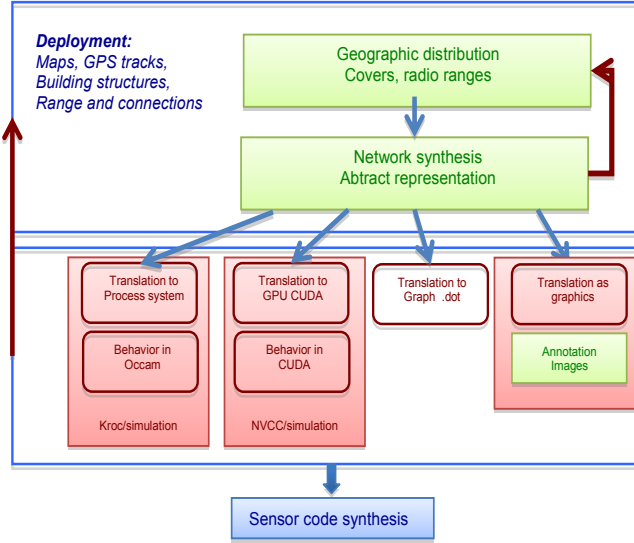 Deployment:
Maps, GPS tracks,
Building structures,
Range and connections
Geographic distribution
Covers, radio ranges
Network synthesis
Abtract representation
Translation to
Process system
Behavior in
Occam
Kroc/simulation
Translation to
GPU CUDA
Behavior in
CUDA
NVCC/simulation
Translation to
Graph .dot
Translation as
graphics
Annotation
Images
Sensor code synthesis